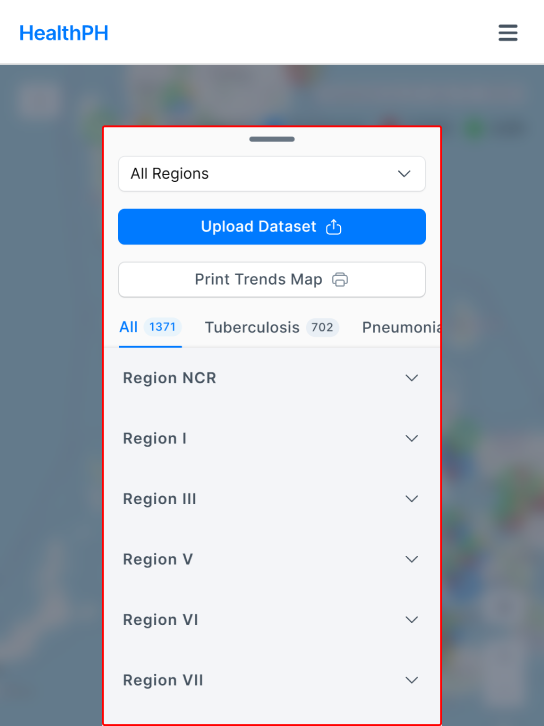 HealthPH
All Regions
Upload Dataset
Print Trends Map
All 1371 Tuberculosis 702 Pneumonia
Region NCR
Region I
Region III
Region V
Region VI
Region VII